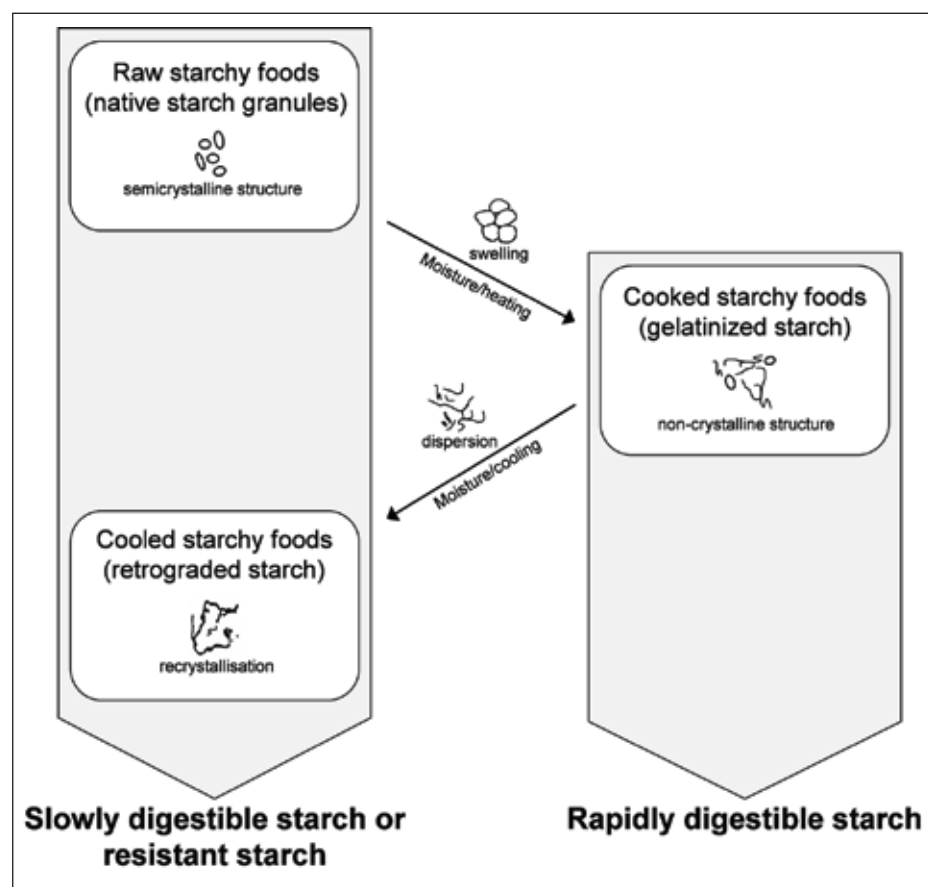 Raw starchy foods
(native starch granules)
semicrystalline structure
swelling
Moisture/heating
Cooked starchy foods
(gelatinized starch)
non-crystalline structure
dispersion
Moisture/cooling
Cooled starchy foods
(retrograded starch)
recrystallisation
Slowly digestible starch or
resistant starch
Rapidly digestible starch